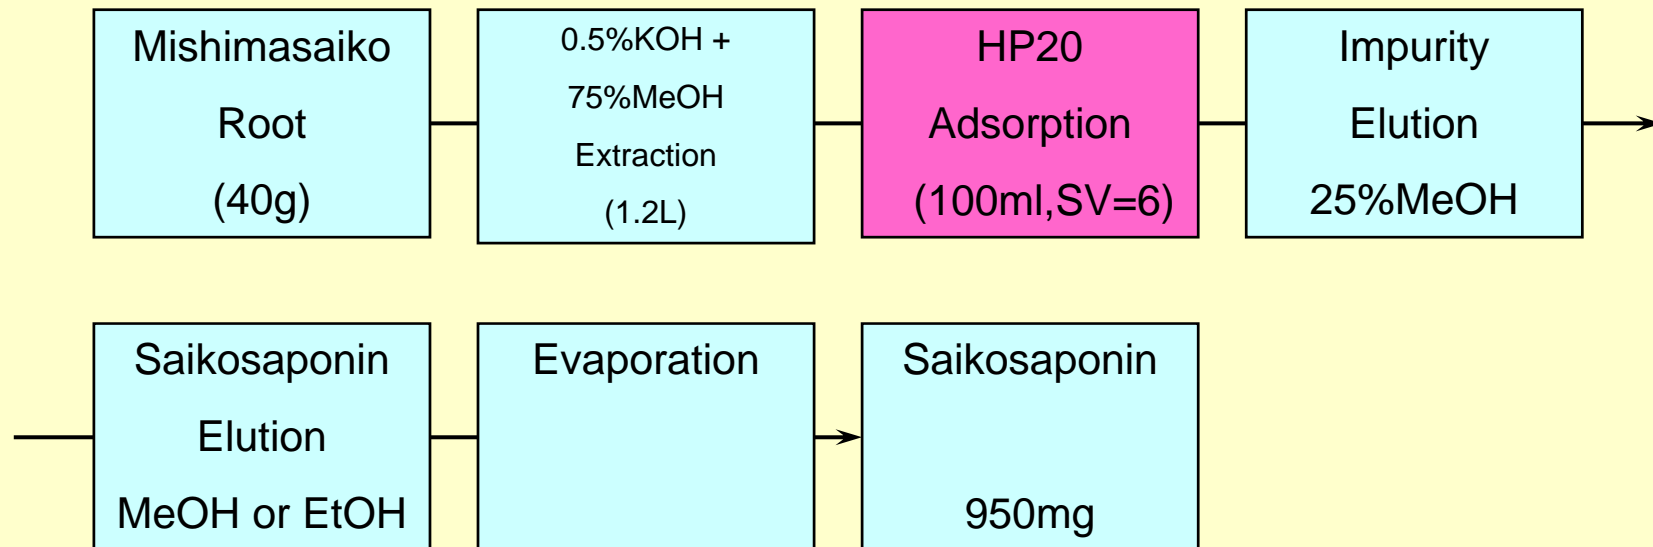 Mishimasaiko
Root
(40g)
0.5%KOH +
75%MeOH
Extraction
(1.2L)
HP20
Adsorption
(100ml,SV=6)
Impurity
Elution
25%MeOH
Saikosaponin
Elution
MeOH or EtOH
Evaporation
Saikosaponin
950mg